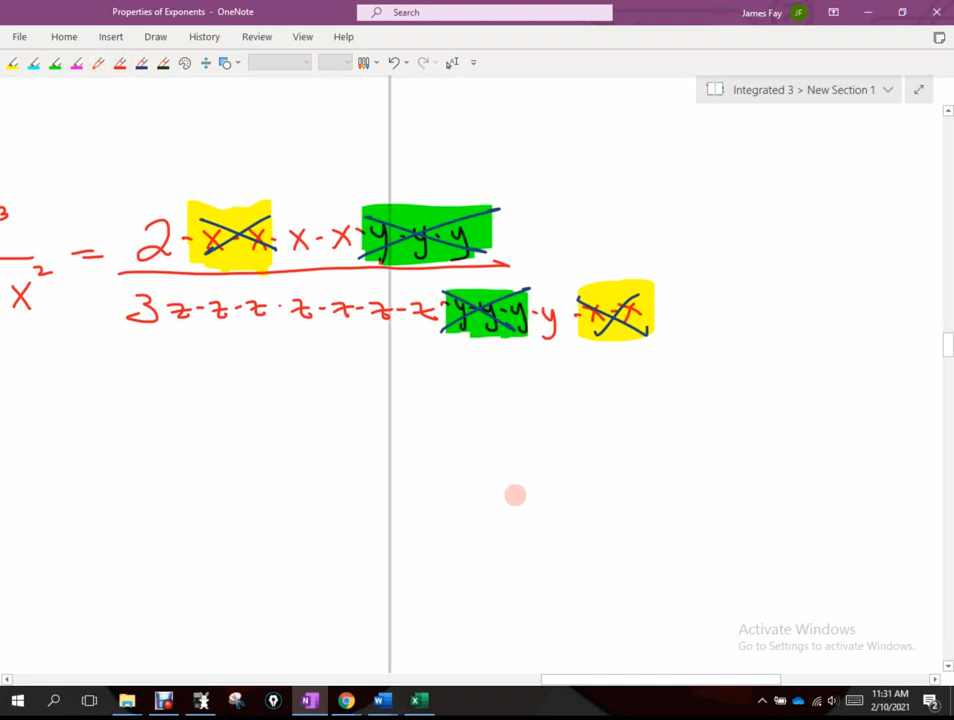 Properties of Exponents - OneNote
Search
James Fay JF
File Home Insert Draw History Review View Help
Integrated 3 > New Section 1
3
x² = 2 · x · x · x · x · y · y · y
3 z · z · z · z · z · z · z · y · y · y · y · x · x
Activate Windows
Go to Settings to activate Windows.
11:31 AM
2/10/2021
2